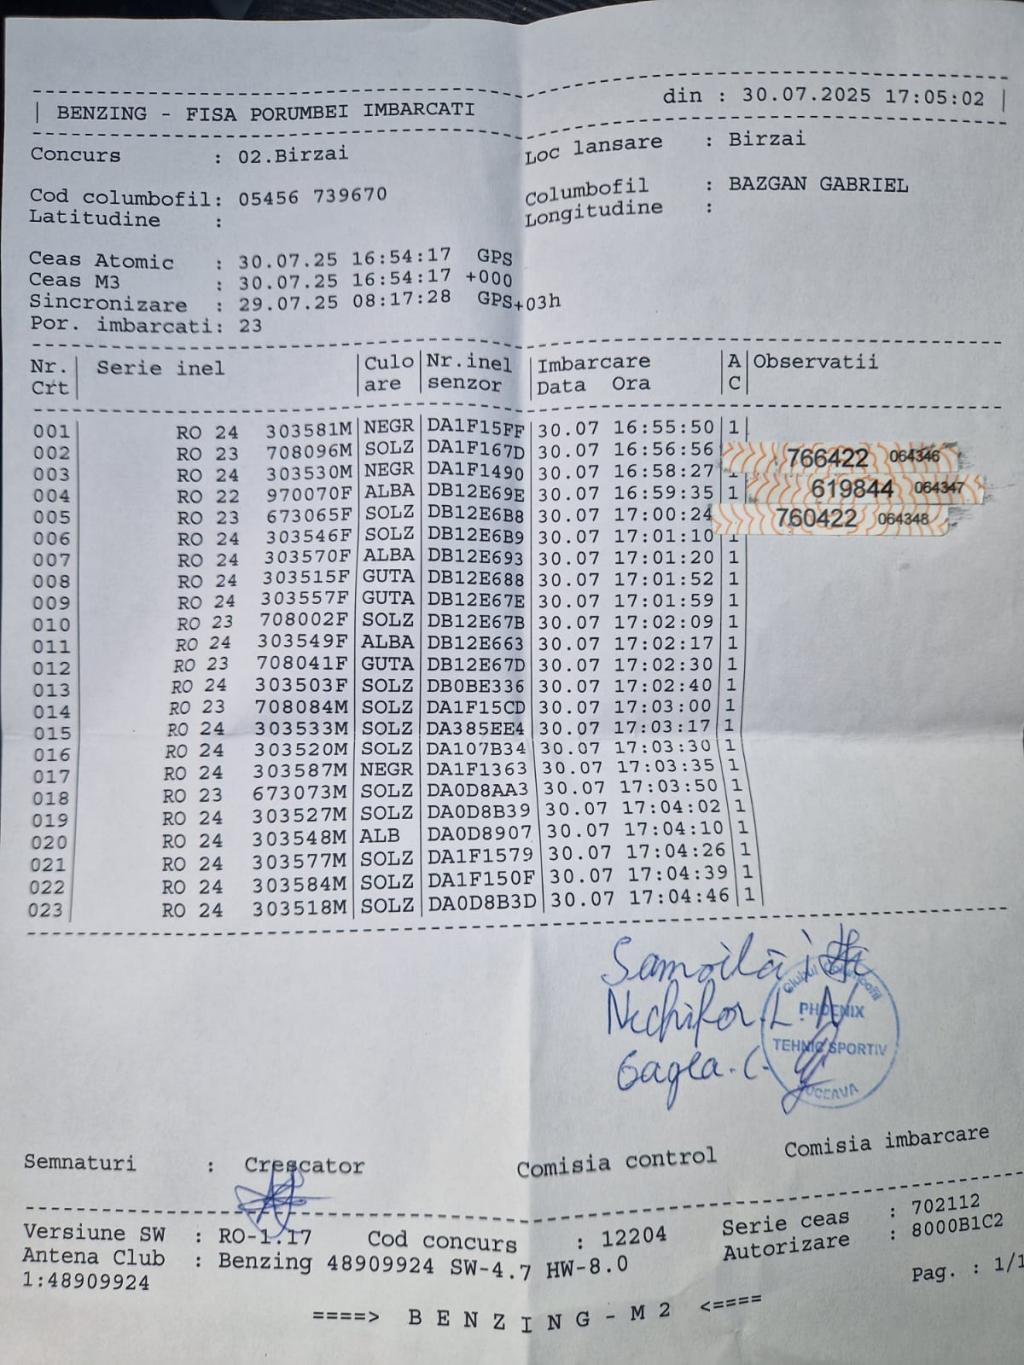 | BENZING - FISA PORUMBEI IMBARCATI din : 30.07.2025 17:05:02 |
Concurs : 02.Birzai Loc lansare : Birzai
Cod columbofil: 05456 739670 Columbofil : BAZGAN GABRIEL
Latitudine : Longitudine :
Ceas Atomic : 30.07.25 16:54:17 GPS
Ceas M3 : 30.07.25 16:54:17 +000
Sincronizare : 29.07.25 08:17:28 GPS+03h
Por. imbarcati: 23
Nr. | Serie inel |Culo |Nr.inel |Imbarcare |A|Observatii
Crt| |are |senzor |Data Ora |C|
001 | RO 24 303581M|NEGR|DA1F15FF|30.07 16:55:50|1|
002 | RO 23 708096M|SOLZ|DA1F167D|30.07 16:56:56 766422 064346
003 | RO 24 303530M|NEGR|DA1F1490|30.07 16:58:27|1 619844 064347
004 | RO 22 970070F|ALBA|DB12E69E|30.07 16:59:35|1
005 | RO 23 673065F|SOLZ|DB12E6B8|30.07 17:00:24 760422 064348
006 | RO 24 303546F|SOLZ|DB12E6B9|30.07 17:01:10|1|
007 | RO 24 303570F|ALBA|DB12E693|30.07 17:01:20|1|
008 | RO 24 303515F|GUTA|DB12E688|30.07 17:01:52|1|
009 | RO 24 303557F|GUTA|DB12E67E|30.07 17:01:59|1|
010 | RO 23 708002F|SOLZ|DB12E67B|30.07 17:02:09|1|
011 | RO 24 303549F|ALBA|DB12E663|30.07 17:02:17|1|
012 | RO 23 708041F|GUTA|DB12E67D|30.07 17:02:30|1|
013 | RO 24 303503F|SOLZ|DB0BE336|30.07 17:02:40|1|
014 | RO 23 708084M|SOLZ|DA1F15CD|30.07 17:03:00|1|
015 | RO 24 303533M|SOLZ|DA385EE4|30.07 17:03:17|1|
016 | RO 24 303520M|SOLZ|DA107B34|30.07 17:03:30|1|
017 | RO 24 303587M|NEGR|DA1F1363|30.07 17:03:35|1|
018 | RO 23 673073M|SOLZ|DA0D8AA3|30.07 17:03:50|1|
019 | RO 24 303527M|SOLZ|DA0D8B39|30.07 17:04:02|1|
020 | RO 24 303548M|ALB |DA0D8907|30.07 17:04:10|1|
021 | RO 24 303577M|SOLZ|DA1F1579|30.07 17:04:26|1|
022 | RO 24 303584M|SOLZ|DA1F150F|30.07 17:04:39|1|
023 | RO 24 303518M|SOLZ|DA0D8B3D|30.07 17:04:46|1|
Samoilă i
Nechifor L.N
Gaglea. C.
Clubul
PHOENIX
TEHNIC SPORTIV
SUCEAVA
Semnaturi : Crescator Comisia control Comisia imbarcare
Versiune SW : RO-1.17 Cod concurs : 12204 Serie ceas : 702112
Antena Club : Benzing 48909924 SW-4.7 HW-8.0 Autorizare : 8000B1C2
1:48909924 Pag. : 1/1
====> B E N Z I N G - M 2 <====